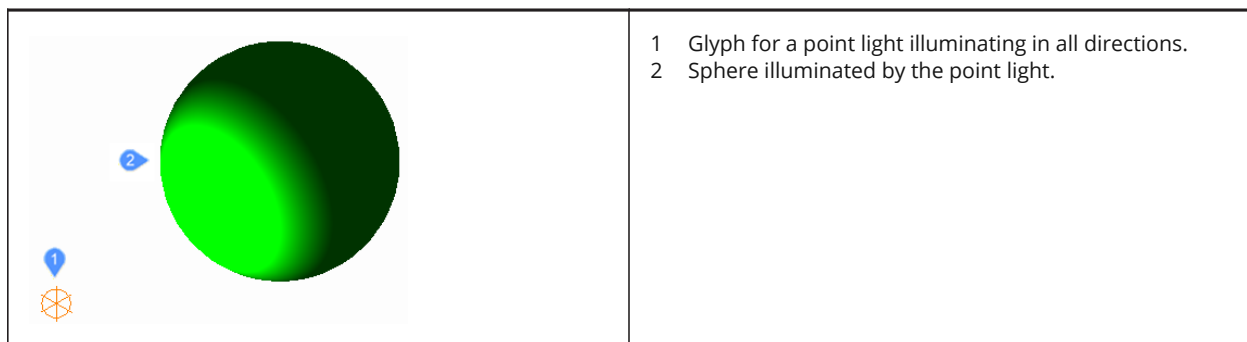 2
1
1 Glyph for a point light illuminating in all directions.
2 Sphere illuminated by the point light.